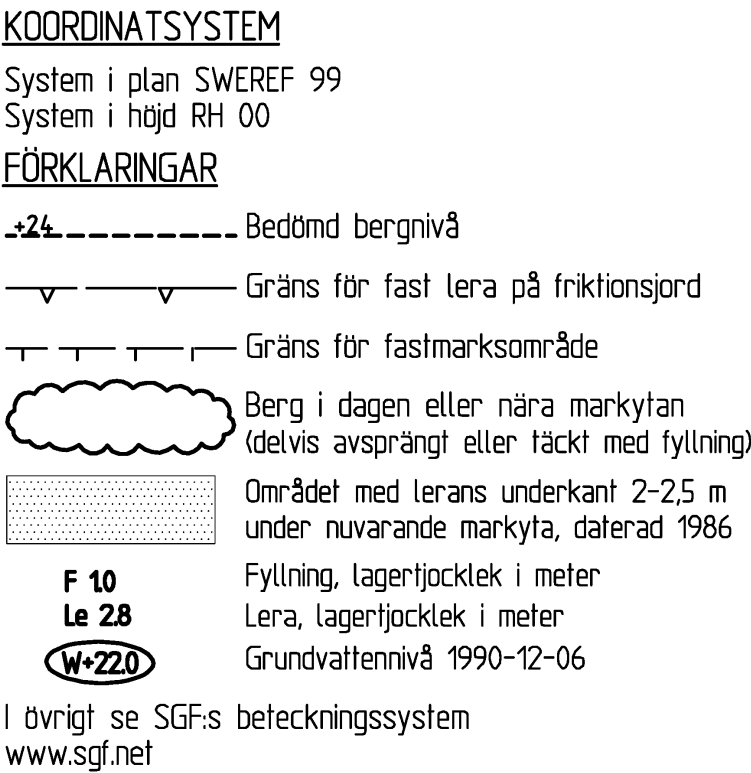 KOORDINATSYSTEM
System i plan SWEREF 99
System i höjd RH 00
FÖRKLARINGAR
+24 Bedömd bergnivå
Gräns för fast lera på friktionsjord
Gräns för fastmarksområde
Berg i dagen eller nära markytan
(delvis avsprängt eller täckt med fyllning)
Området med lerans underkant 2-2,5 m
under nuvarande markyta, daterad 1986
F 1.0 Fyllning, lagertjocklek i meter
Le 2.8 Lera, lagertjocklek i meter
W+22.0 Grundvattennivå 1990-12-06
I övrigt se SGF:s beteckningssystem
www.sgf.net